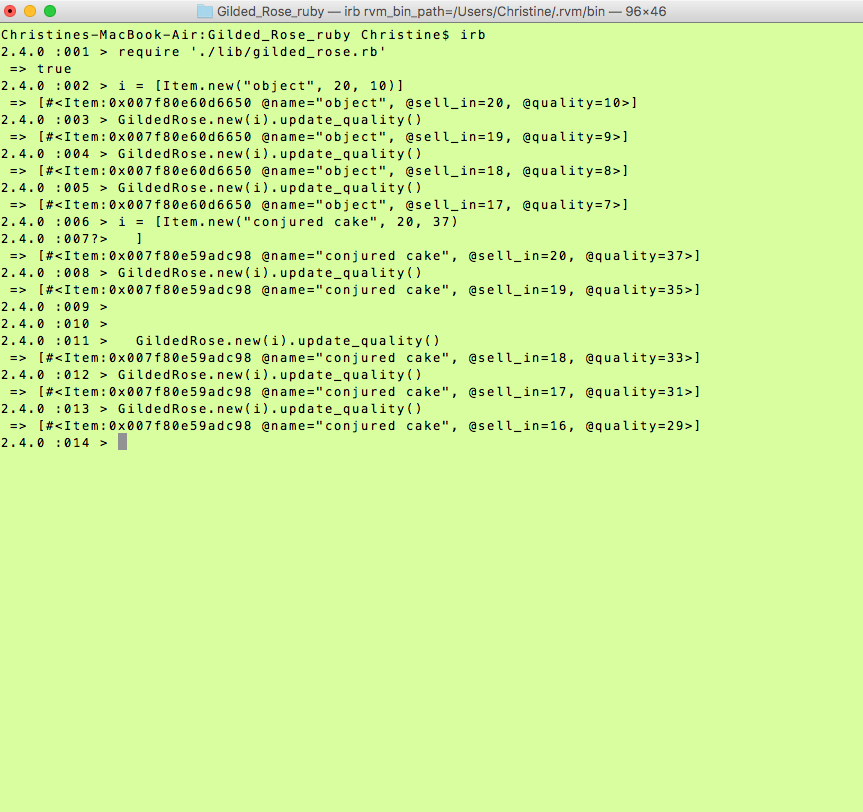 Gilded_Rose_ruby — irb rvm_bin_path=/Users/Christine/.rvm/bin — 96×46
Christines-MacBook-Air:Gilded_Rose_ruby Christine$ irb
2.4.0 :001 > require './lib/gilded_rose.rb'
 => true
2.4.0 :002 > i = [Item.new("object", 20, 10)]
 => [#<Item:0x007f80e60d6650 @name="object", @sell_in=20, @quality=10>]
2.4.0 :003 > GildedRose.new(i).update_quality()
 => [#<Item:0x007f80e60d6650 @name="object", @sell_in=19, @quality=9>]
2.4.0 :004 > GildedRose.new(i).update_quality()
 => [#<Item:0x007f80e60d6650 @name="object", @sell_in=18, @quality=8>]
2.4.0 :005 > GildedRose.new(i).update_quality()
 => [#<Item:0x007f80e60d6650 @name="object", @sell_in=17, @quality=7>]
2.4.0 :006 > i = [Item.new("conjured cake", 20, 37)
2.4.0 :007?>   ]
 => [#<Item:0x007f80e59adc98 @name="conjured cake", @sell_in=20, @quality=37>]
2.4.0 :008 > GildedRose.new(i).update_quality()
 => [#<Item:0x007f80e59adc98 @name="conjured cake", @sell_in=19, @quality=35>]
2.4.0 :009 >
2.4.0 :010 >
2.4.0 :011 >   GildedRose.new(i).update_quality()
 => [#<Item:0x007f80e59adc98 @name="conjured cake", @sell_in=18, @quality=33>]
2.4.0 :012 > GildedRose.new(i).update_quality()
 => [#<Item:0x007f80e59adc98 @name="conjured cake", @sell_in=17, @quality=31>]
2.4.0 :013 > GildedRose.new(i).update_quality()
 => [#<Item:0x007f80e59adc98 @name="conjured cake", @sell_in=16, @quality=29>]
2.4.0 :014 >